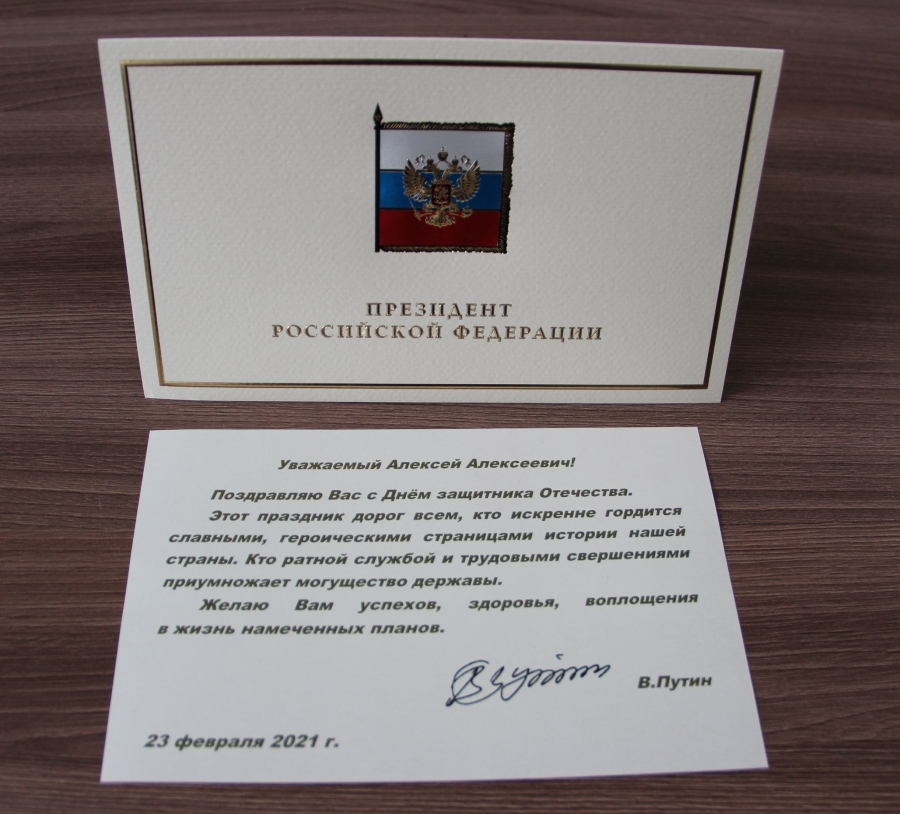 ПРЕЗИДЕНТ
РОССИЙСКОЙ ФЕДЕРАЦИИ
Уважаемый Алексей Алексеевич!
Поздравляю Вас с Днём защитника Отечества.
Этот праздник дорог всем, кто искренне гордится
славными, героическими страницами истории нашей
страны. Кто ратной службой и трудовыми свершениями
приумножает могущество державы.
Желаю Вам успехов, здоровья, воплощения
в жизнь намеченных планов.
В.Путин
23 февраля 2021 г.